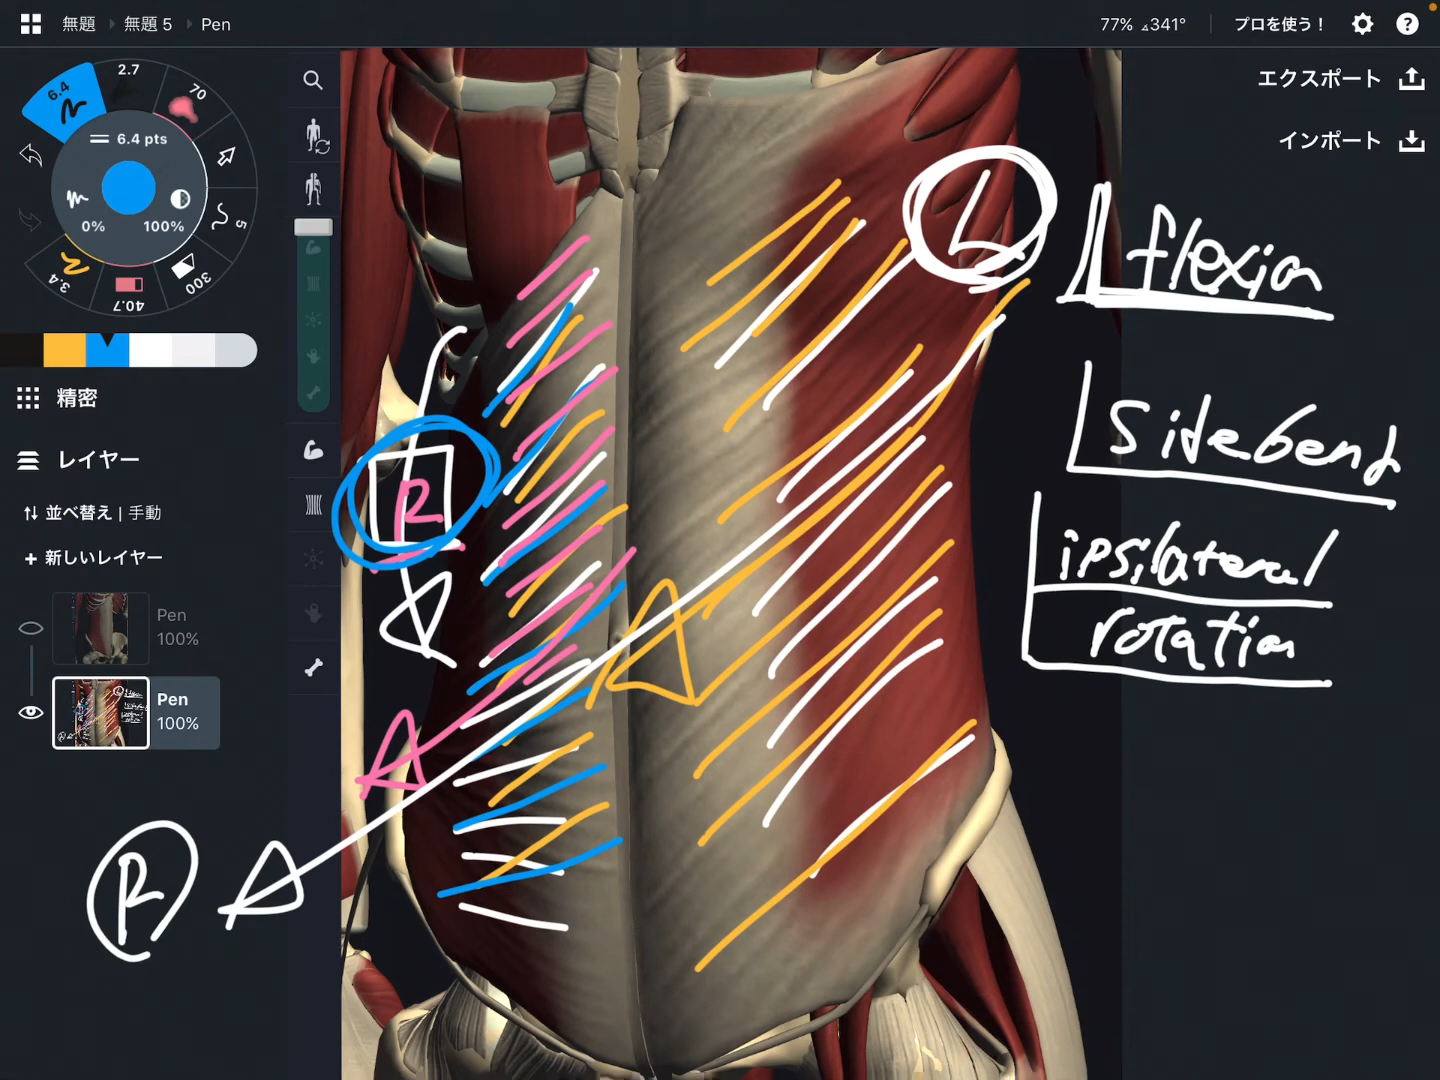 無題 無題 5 Pen
77% ⊿341° プロを使う！
エクスポート
インポート
2.7
6.4
70
6.4 pts
0% 100%
5
3.4
40.7
300
精密
レイヤー
並べ替え | 手動
+ 新しいレイヤー
Pen
100%
Pen
100%
L
flexion
Sidebend
ipsilateral
rotation
R
R